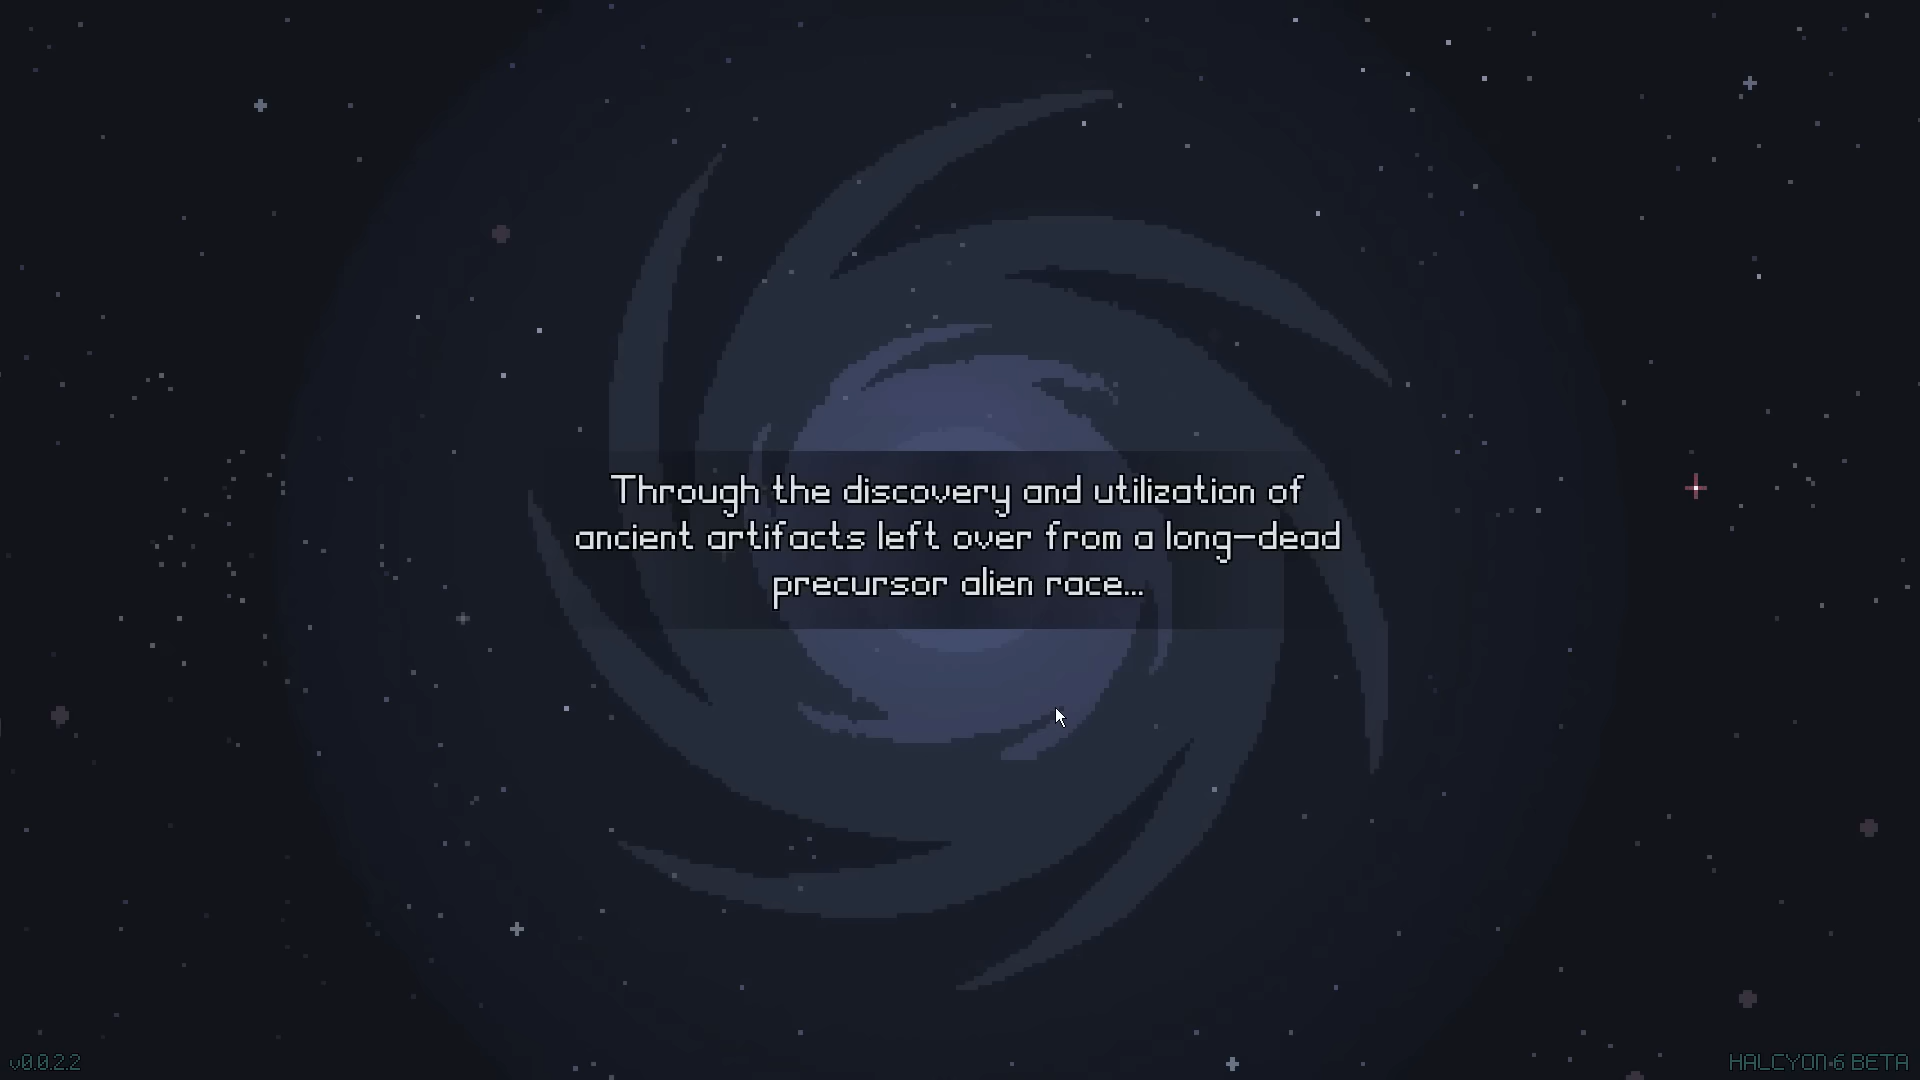 Through the discovery and utilization of
ancient artifacts left over from a long-dead
precursor alien race...
v0.0.2.2
HALCYON 6 BETA